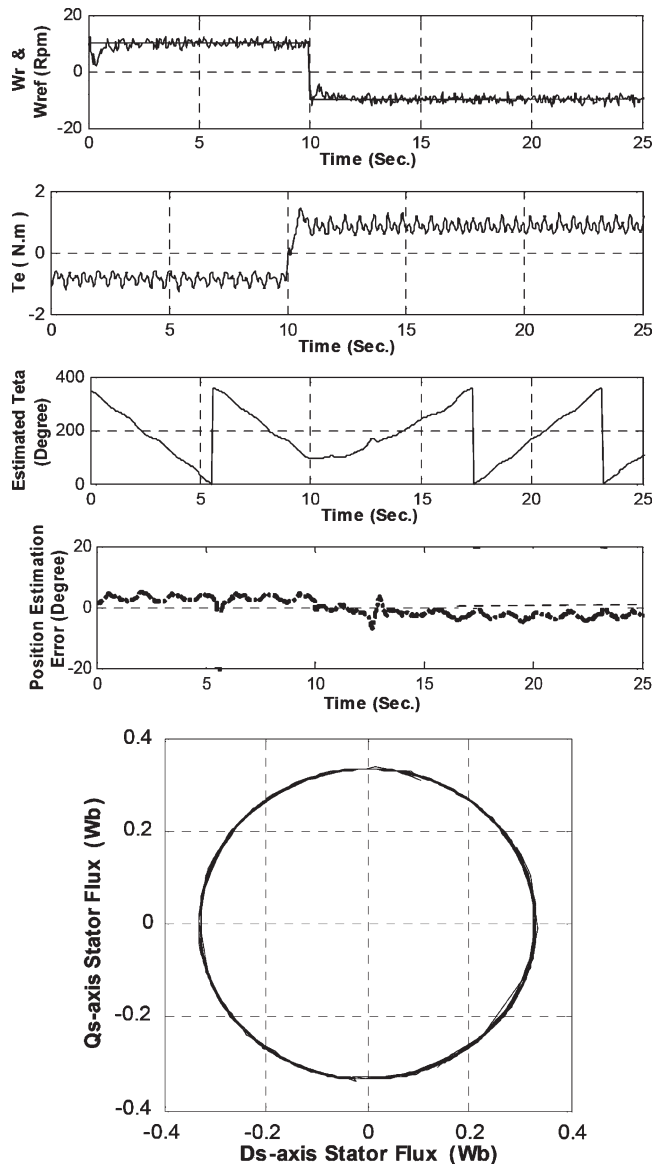 20
0
-20
Wr &
Wref (Rpm)
0 5 10 15 20 25
Time (Sec.)
2
0
-2
Te ( N.m )
0 5 10 15 20 25
Time (Sec.)
400
200
0
Estimated Teta
(Degree)
0 5 10 15 20 25
Time (Sec.)
20
0
-20
Position Estimation
Error (Degree)
0 5 10 15 20 25
Time (Sec.)
0.4
0.2
0
-0.2
-0.4
Qs-axis Stator Flux (Wb)
-0.4 -0.2 0 0.2 0.4
Ds-axis Stator Flux (Wb)